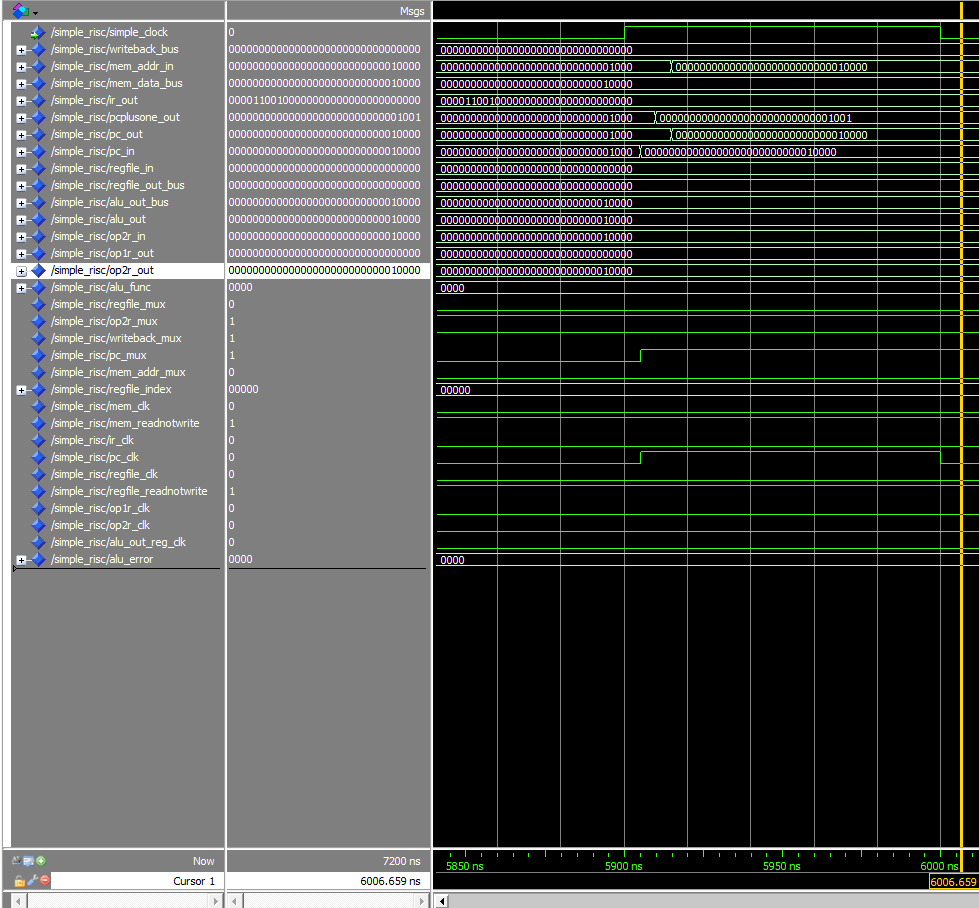 Msgs
/simple_risc/simple_clock 0
/simple_risc/writeback_bus 00000000000000000000000000000000 00000000000000000000000000000000
/simple_risc/mem_addr_in 00000000000000000000000000010000 00000000000000000000000000001000 00000000000000000000000000010000
/simple_risc/mem_data_bus 00000000000000000000000000010000 00000000000000000000000000010000
/simple_risc/ir_out 00001100100000000000000000000000 00001100100000000000000000000000
/simple_risc/pcplusone_out 00000000000000000000000000001001 00000000000000000000000000001000 00000000000000000000000000001001
/simple_risc/pc_out 00000000000000000000000000010000 00000000000000000000000000001000 00000000000000000000000000010000
/simple_risc/pc_in 00000000000000000000000000010000 00000000000000000000000000001000 00000000000000000000000000010000
/simple_risc/regfile_in 00000000000000000000000000000000 00000000000000000000000000000000
/simple_risc/regfile_out_bus 00000000000000000000000000000000 00000000000000000000000000000000
/simple_risc/alu_out_bus 00000000000000000000000000010000 00000000000000000000000000010000
/simple_risc/alu_out 00000000000000000000000000010000 00000000000000000000000000010000
/simple_risc/op2r_in 00000000000000000000000000010000 00000000000000000000000000010000
/simple_risc/op1r_out 00000000000000000000000000000000 00000000000000000000000000000000
/simple_risc/op2r_out 00000000000000000000000000010000 00000000000000000000000000010000
/simple_risc/alu_func 0000 0000
/simple_risc/regfile_mux 0
/simple_risc/op2r_mux 1
/simple_risc/writeback_mux 1
/simple_risc/pc_mux 1
/simple_risc/mem_addr_mux 0
/simple_risc/regfile_index 00000 00000
/simple_risc/mem_clk 0
/simple_risc/mem_readnotwrite 1
/simple_risc/ir_clk 0
/simple_risc/pc_clk 0
/simple_risc/regfile_clk 0
/simple_risc/regfile_readnotwrite 1
/simple_risc/op1r_clk 0
/simple_risc/op2r_clk 0
/simple_risc/alu_out_reg_clk 0
/simple_risc/alu_error 0000 0000
Now 7200 ns 5850 ns 5900 ns 5950 ns 6000 ns
Cursor 1 6006.659 ns 6006.659